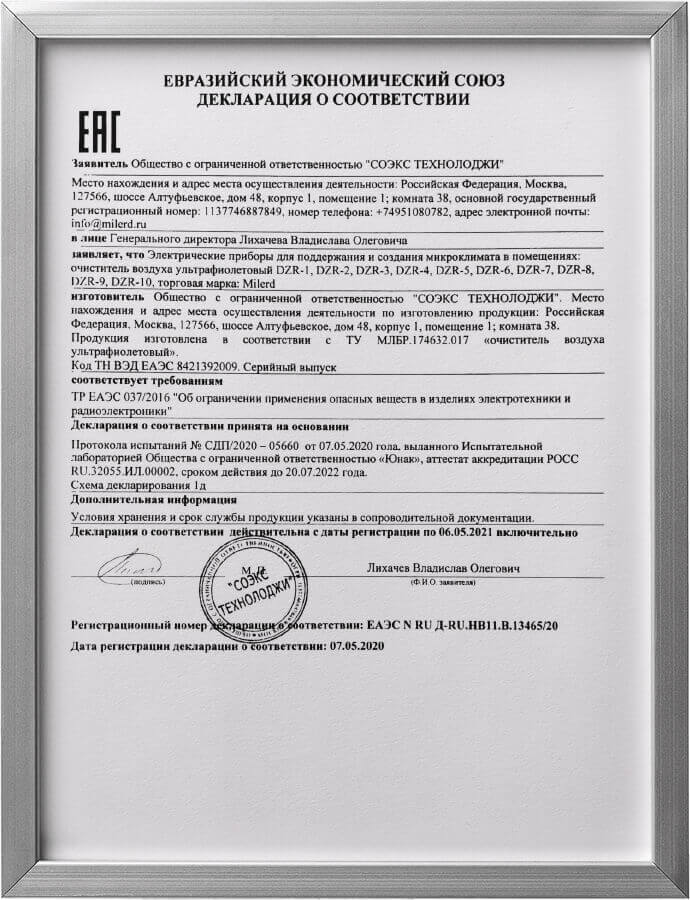 ЕВРАЗИЙСКИЙ ЭКОНОМИЧЕСКИЙ СОЮЗ
ДЕКЛАРАЦИЯ О СООТВЕТСТВИИ
ЕАС
Заявитель Общество с ограниченной ответственностью "СОЭКС ТЕХНОЛОДЖИ"
Место нахождения и адрес места осуществления деятельности: Российская Федерация, Москва,
127566, шоссе Алтуфьевское, дом 48, корпус 1, помещение 1; комната 38, основной государственный
регистрационный номер: 1137746887849, номер телефона: +74951080782, адрес электронной почты:
info@milerd.ru
в лице Генерального директора Лихачева Владислава Олеговича
заявляет, что Электрические приборы для поддержания и создания микроклимата в помещениях:
очиститель воздуха ультрафиолетовый DZR-1, DZR-2, DZR-3, DZR-4, DZR-5, DZR-6, DZR-7, DZR-8,
DZR-9, DZR-10, торговая марка: Milerd
изготовитель Общество с ограниченной ответственностью "СОЭКС ТЕХНОЛОДЖИ". Место
нахождения и адрес места осуществления деятельности по изготовлению продукции: Российская
Федерация, Москва, 127566, шоссе Алтуфьевское, дом 48, корпус 1, помещение 1; комната 38.
Продукция изготовлена в соответствии с ТУ МЛБР.174632.017 «очиститель воздуха
ультрафиолетовый».
Код ТН ВЭД ЕАЭС 8421392009. Серийный выпуск
соответствует требованиям
ТР ЕАЭС 037/2016 "Об ограничении применения опасных веществ в изделиях электротехники и
радиоэлектроники"
Декларация о соответствии принята на основании
Протокола испытаний № СДП/2020 – 05660 от 07.05.2020 года, выданного Испытательной
лабораторией Общества с ограниченной ответственностью «Юнак», аттестат аккредитации РОСС
RU.32055.ИЛ.00002, сроком действия до 20.07.2022 года.
Схема декларирования 1д
Дополнительная информация
Условия хранения и срок службы продукции указаны в сопроводительной документации.
Декларация о соответствии действительна с даты регистрации по 06.05.2021 включительно
М.П. Лихачев Владислав Олегович
(подпись) (Ф.И.О. заявителя)
"СОЭКС
ТЕХНОЛОДЖИ"
Регистрационный номер декларации о соответствии: ЕАЭС N RU Д-RU.НВ11.В.13465/20
Дата регистрации декларации о соответствии: 07.05.2020